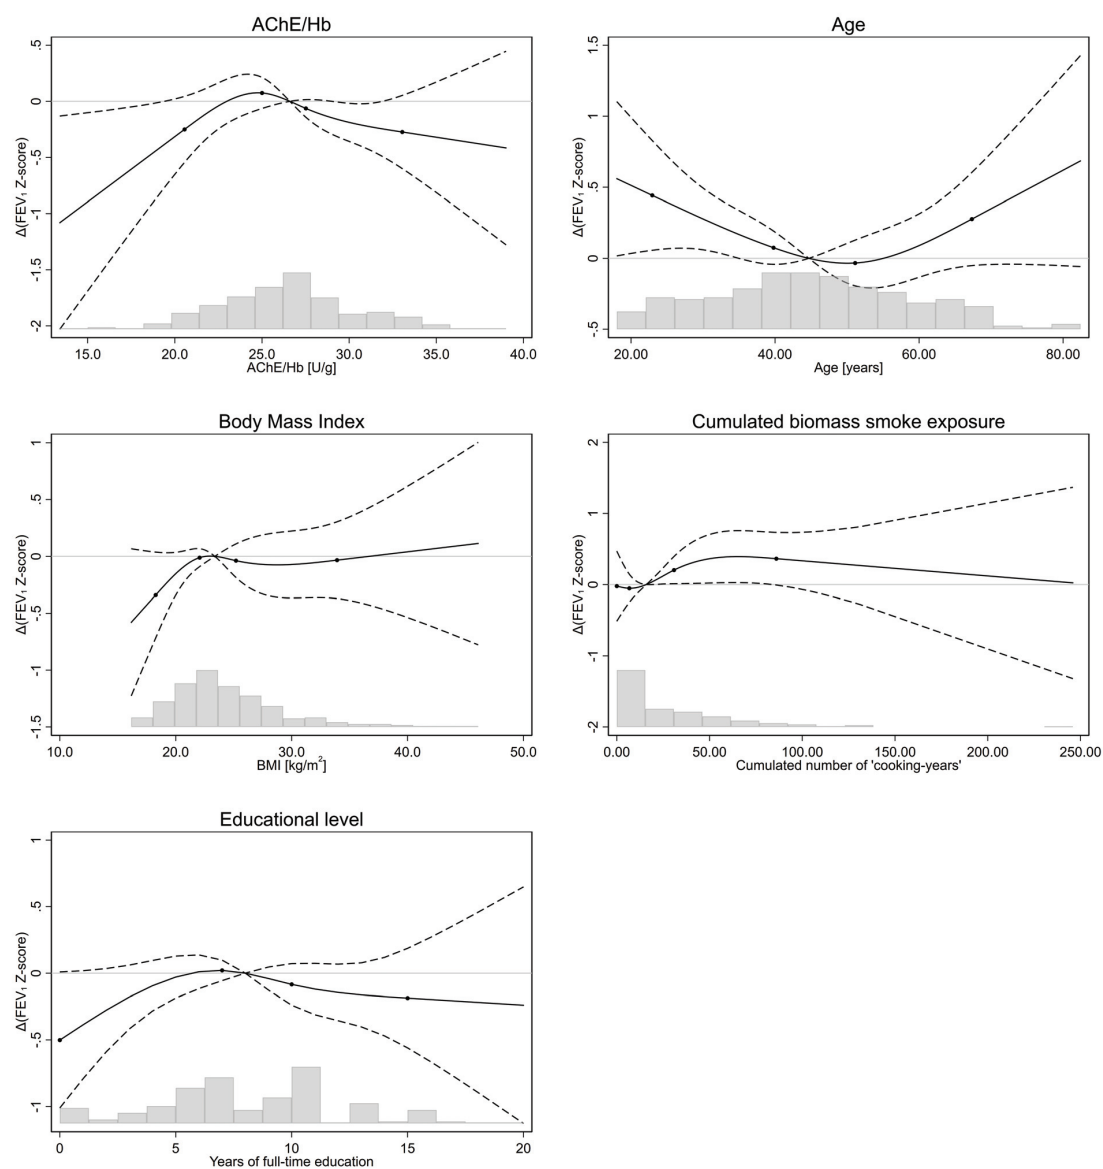 AChE/Hb
Δ(FEV₁ Z-score)
.5
0
-.5
-1
-1.5
-2
15.0 20.0 25.0 30.0 35.0 40.0
AChE/Hb [U/g]
Age
Δ(FEV₁ Z-score)
1.5
1
.5
0
-.5
20.00 40.00 60.00 80.00
Age [years]
Body Mass Index
Δ(FEV₁ Z-score)
1
.5
0
-.5
-1
-1.5
10.0 20.0 30.0 40.0 50.0
BMI [kg/m²]
Cumulated biomass smoke exposure
Δ(FEV₁ Z-score)
2
1
0
-1
-2
0.00 50.00 100.00 150.00 200.00 250.00
Cumulated number of 'cooking-years'
Educational level
Δ(FEV₁ Z-score)
1
.5
0
-.5
-1
0 5 10 15 20
Years of full-time education